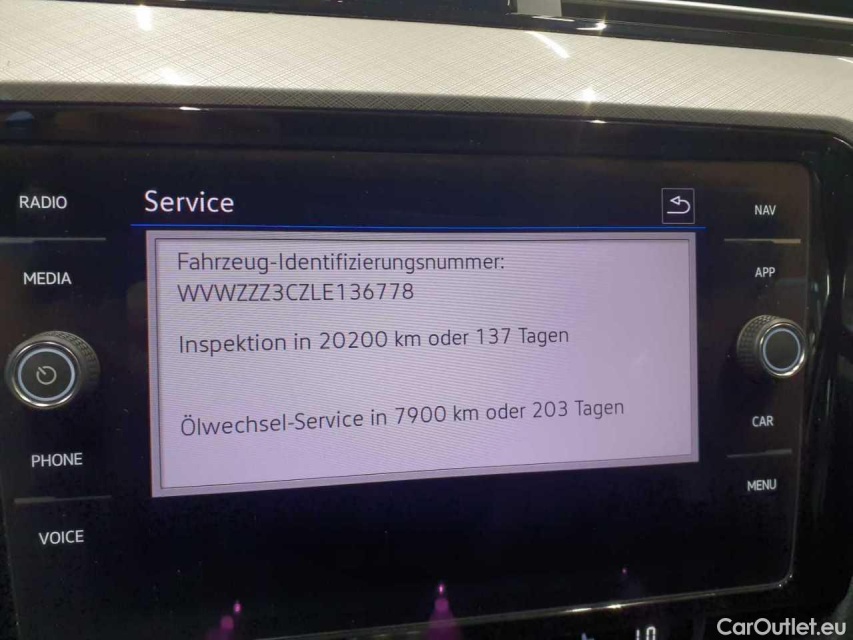 RADIO
MEDIA
PHONE
VOICE
Service
Fahrzeug-Identifizierungsnummer:
WVWZZZ3CZLE136778
Inspektion in 20200 km oder 137 Tagen
Ölwechsel-Service in 7900 km oder 203 Tagen
NAV
APP
CAR
MENU
CarOutlet.eu